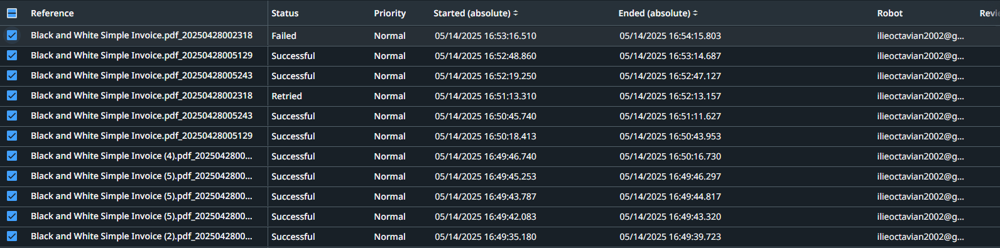 Reference Status Priority Started (absolute) Ended (absolute) Robot
Black and White Simple Invoice.pdf_20250428002318 Failed Normal 05/14/2025 16:53:16.510 05/14/2025 16:54:15.803 ilieoctavian2002@g...
Black and White Simple Invoice.pdf_20250428005129 Successful Normal 05/14/2025 16:52:48.860 05/14/2025 16:53:14.687 ilieoctavian2002@g...
Black and White Simple Invoice.pdf_20250428005243 Successful Normal 05/14/2025 16:52:19.250 05/14/2025 16:52:47.127 ilieoctavian2002@g...
Black and White Simple Invoice.pdf_20250428002318 Retried Normal 05/14/2025 16:51:13.310 05/14/2025 16:52:13.157 ilieoctavian2002@g...
Black and White Simple Invoice.pdf_20250428005243 Successful Normal 05/14/2025 16:50:45.740 05/14/2025 16:51:11.627 ilieoctavian2002@g...
Black and White Simple Invoice.pdf_20250428005129 Successful Normal 05/14/2025 16:50:18.413 05/14/2025 16:50:43.953 ilieoctavian2002@g...
Black and White Simple Invoice (4).pdf_2025042800... Successful Normal 05/14/2025 16:49:46.740 05/14/2025 16:50:16.730 ilieoctavian2002@g...
Black and White Simple Invoice (5).pdf_2025042800... Successful Normal 05/14/2025 16:49:45.253 05/14/2025 16:49:46.297 ilieoctavian2002@g...
Black and White Simple Invoice (5).pdf_2025042800... Successful Normal 05/14/2025 16:49:43.787 05/14/2025 16:49:44.817 ilieoctavian2002@g...
Black and White Simple Invoice (5).pdf_2025042800... Successful Normal 05/14/2025 16:49:42.083 05/14/2025 16:49:43.320 ilieoctavian2002@g...
Black and White Simple Invoice (2).pdf_2025042800... Successful Normal 05/14/2025 16:49:35.180 05/14/2025 16:49:39.723 ilieoctavian2002@g...